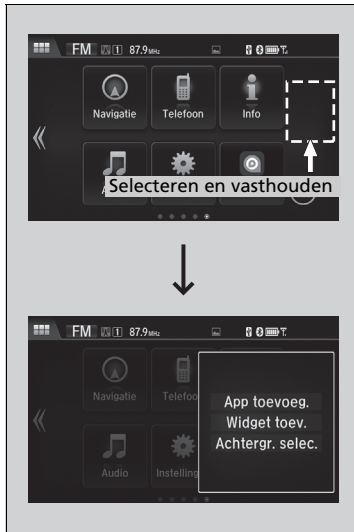 FM 1 87.9MHz
Navigatie Telefoon Info
Selecteren en vasthouden
FM 1 87.9MHz
App toevoeg.
Widget toev.
Achtergr. selec.
Navigatie Telefoo
Audio Instelling